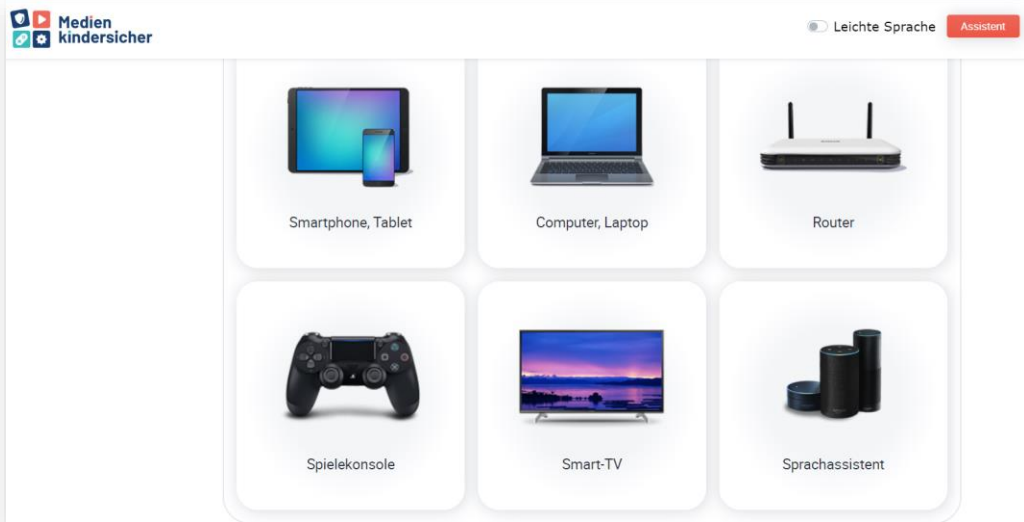 Medien
kindersicher
Leichte Sprache
Assistent
Smartphone, Tablet
Computer, Laptop
Router
Spielekonsole
Smart-TV
Sprachassistent